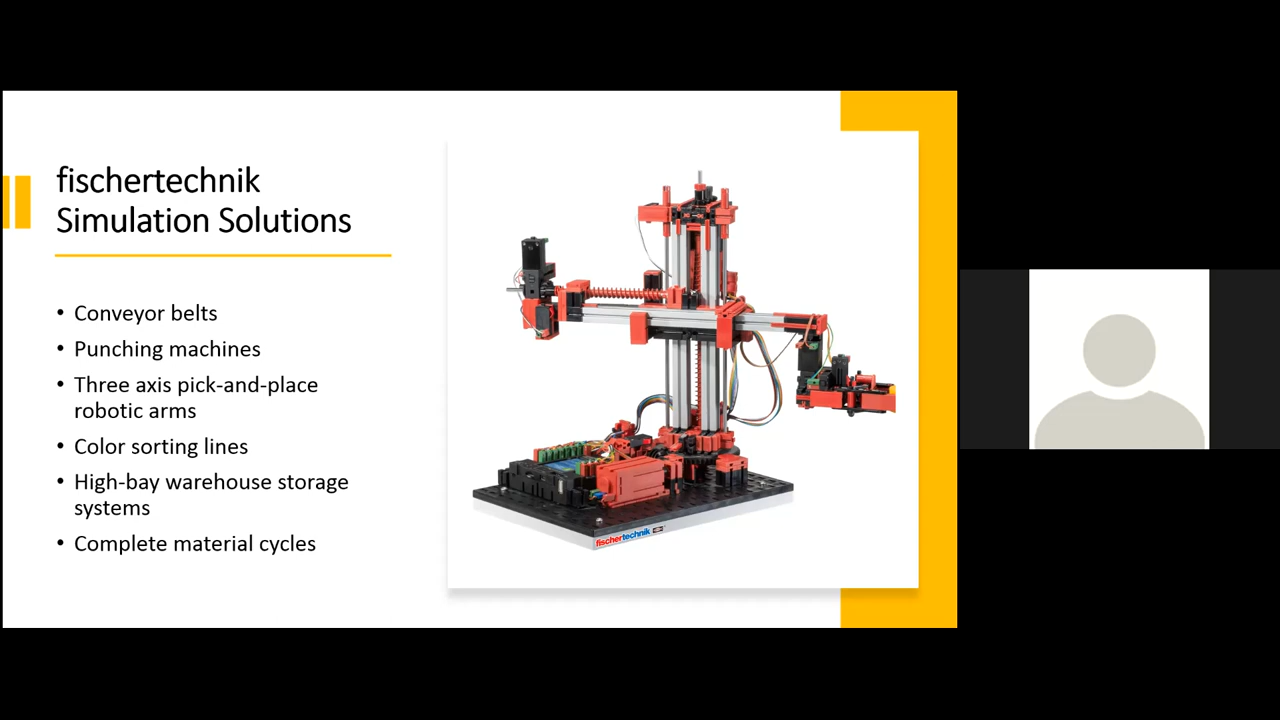 fischertechnik
Simulation Solutions
• Conveyor belts
• Punching machines
• Three axis pick-and-place
robotic arms
• Color sorting lines
• High-bay warehouse storage
systems
• Complete material cycles
fischertechnik